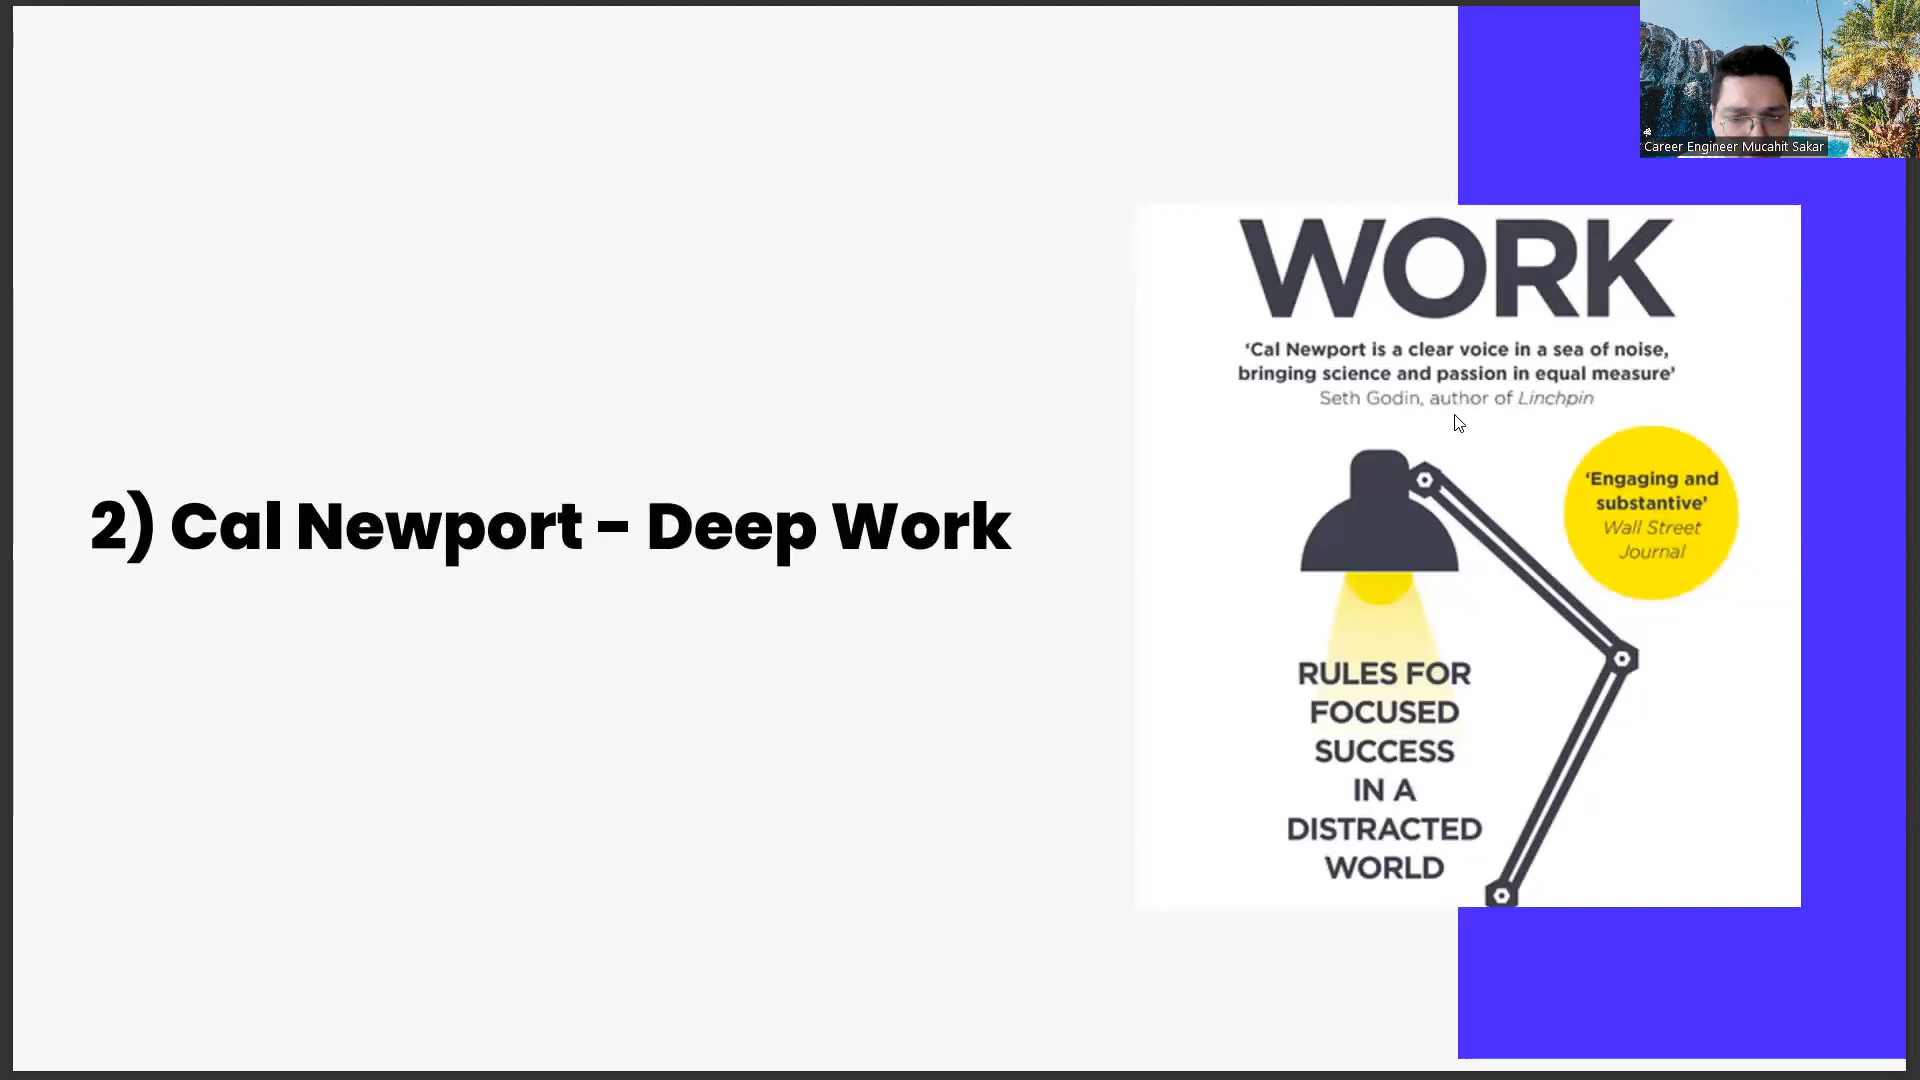 Career Engineer Mucahit Sakar
2) Cal Newport - Deep Work
WORK
‘Cal Newport is a clear voice in a sea of noise,
bringing science and passion in equal measure’
Seth Godin, author of Linchpin
‘Engaging and
substantive’
Wall Street
Journal
RULES FOR
FOCUSED
SUCCESS
IN A
DISTRACTED
WORLD